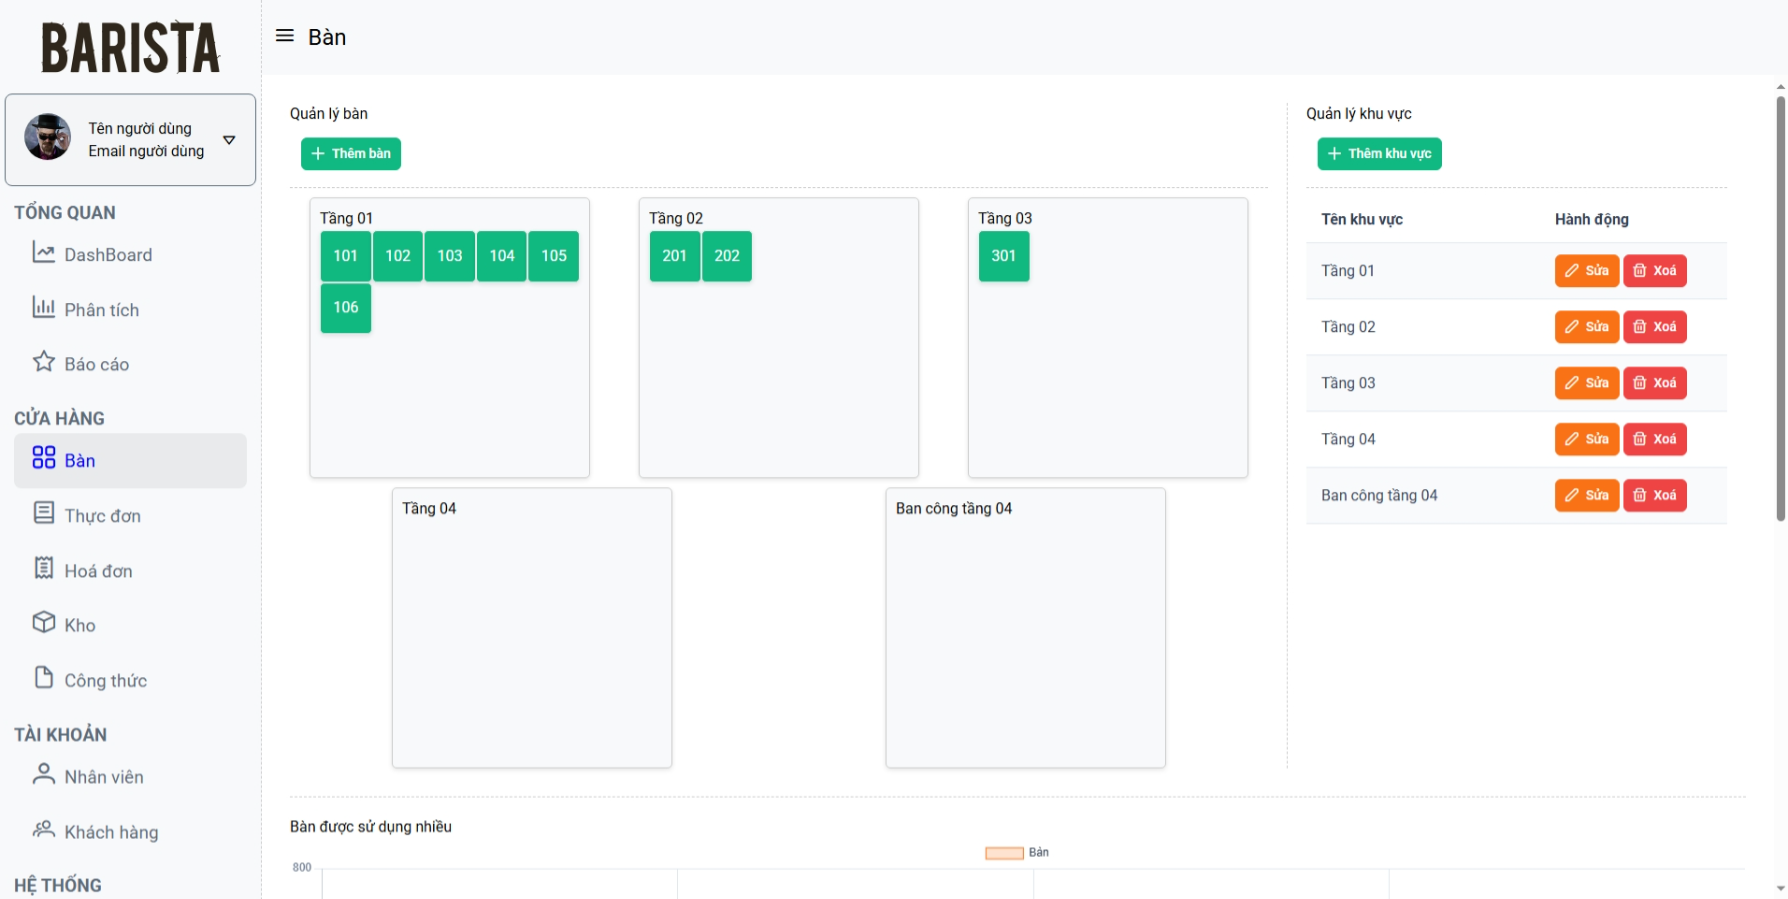 BARISTA
Tên người dùng
Email người dùng
TỔNG QUAN
DashBoard
Phân tích
Báo cáo
CỬA HÀNG
Bàn
Thực đơn
Hoá đơn
Kho
Công thức
TÀI KHOẢN
Nhân viên
Khách hàng
HỆ THỐNG
Bàn
Quản lý bàn
Thêm bàn
Tầng 01
101 102 103 104 105
106
Tầng 02
201 202
Tầng 03
301
Tầng 04
Ban công tầng 04
Quản lý khu vực
Thêm khu vực
Tên khu vực Hành động
Tầng 01 Sửa Xoá
Tầng 02 Sửa Xoá
Tầng 03 Sửa Xoá
Tầng 04 Sửa Xoá
Ban công tầng 04 Sửa Xoá
Bàn được sử dụng nhiều
Bàn
800